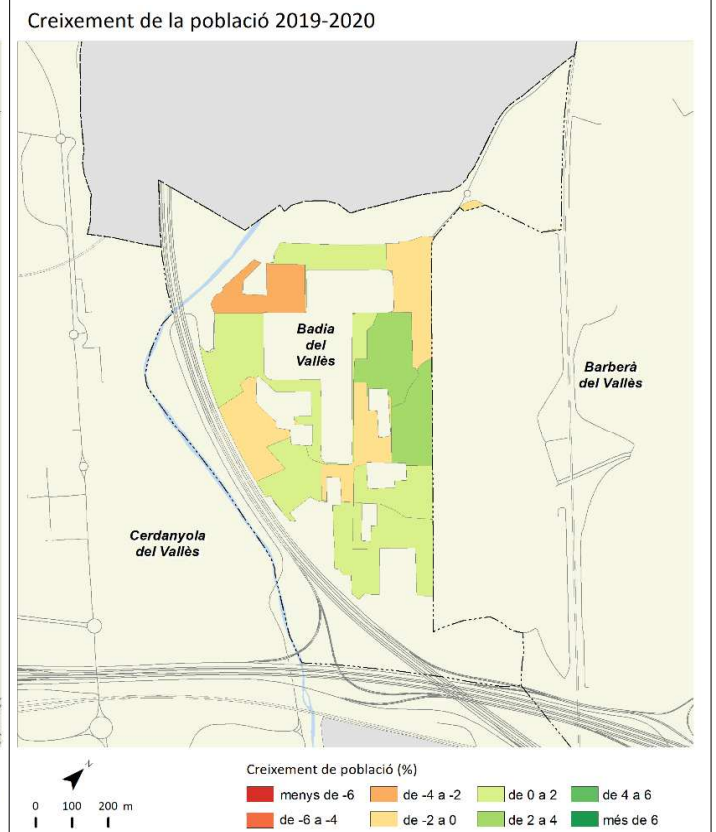 Creixement de la població 2019-2020
Badia
del
Vallès
Barberà
del Vallès
Cerdanyola
del Vallès
N
0 100 200 m
Creixement de població (%)
menys de -6
de -4 a -2
de 0 a 2
de 4 a 6
de -6 a -4
de -2 a 0
de 2 a 4
més de 6